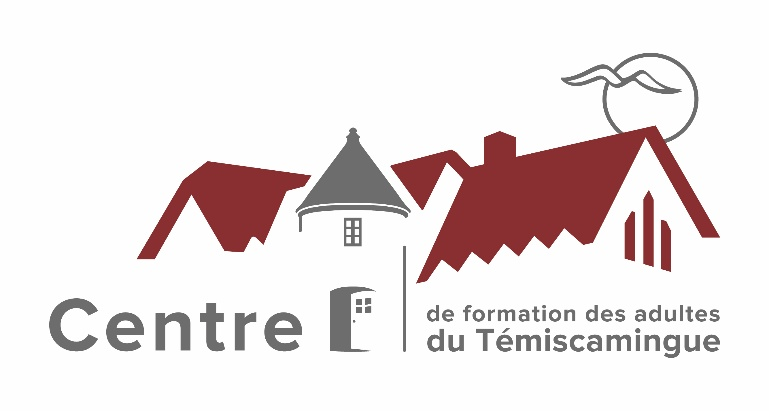 Centre
de formation des adultes
du Témiscamingue